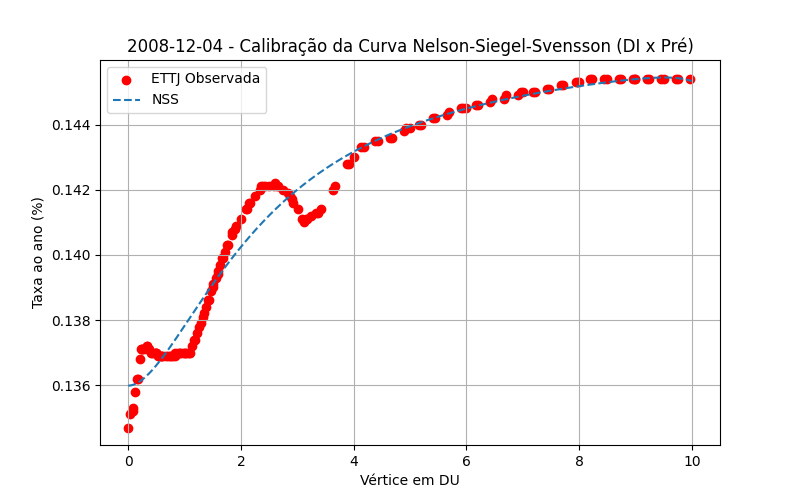 2008-12-04 - Calibração da Curva Nelson-Siegel-Svensson (DI x Pré)
ETTJ Observada
NSS
Taxa ao ano (%)
0.144
0.142
0.140
0.138
0.136
0
2
4
6
8
10
Vértice em DU